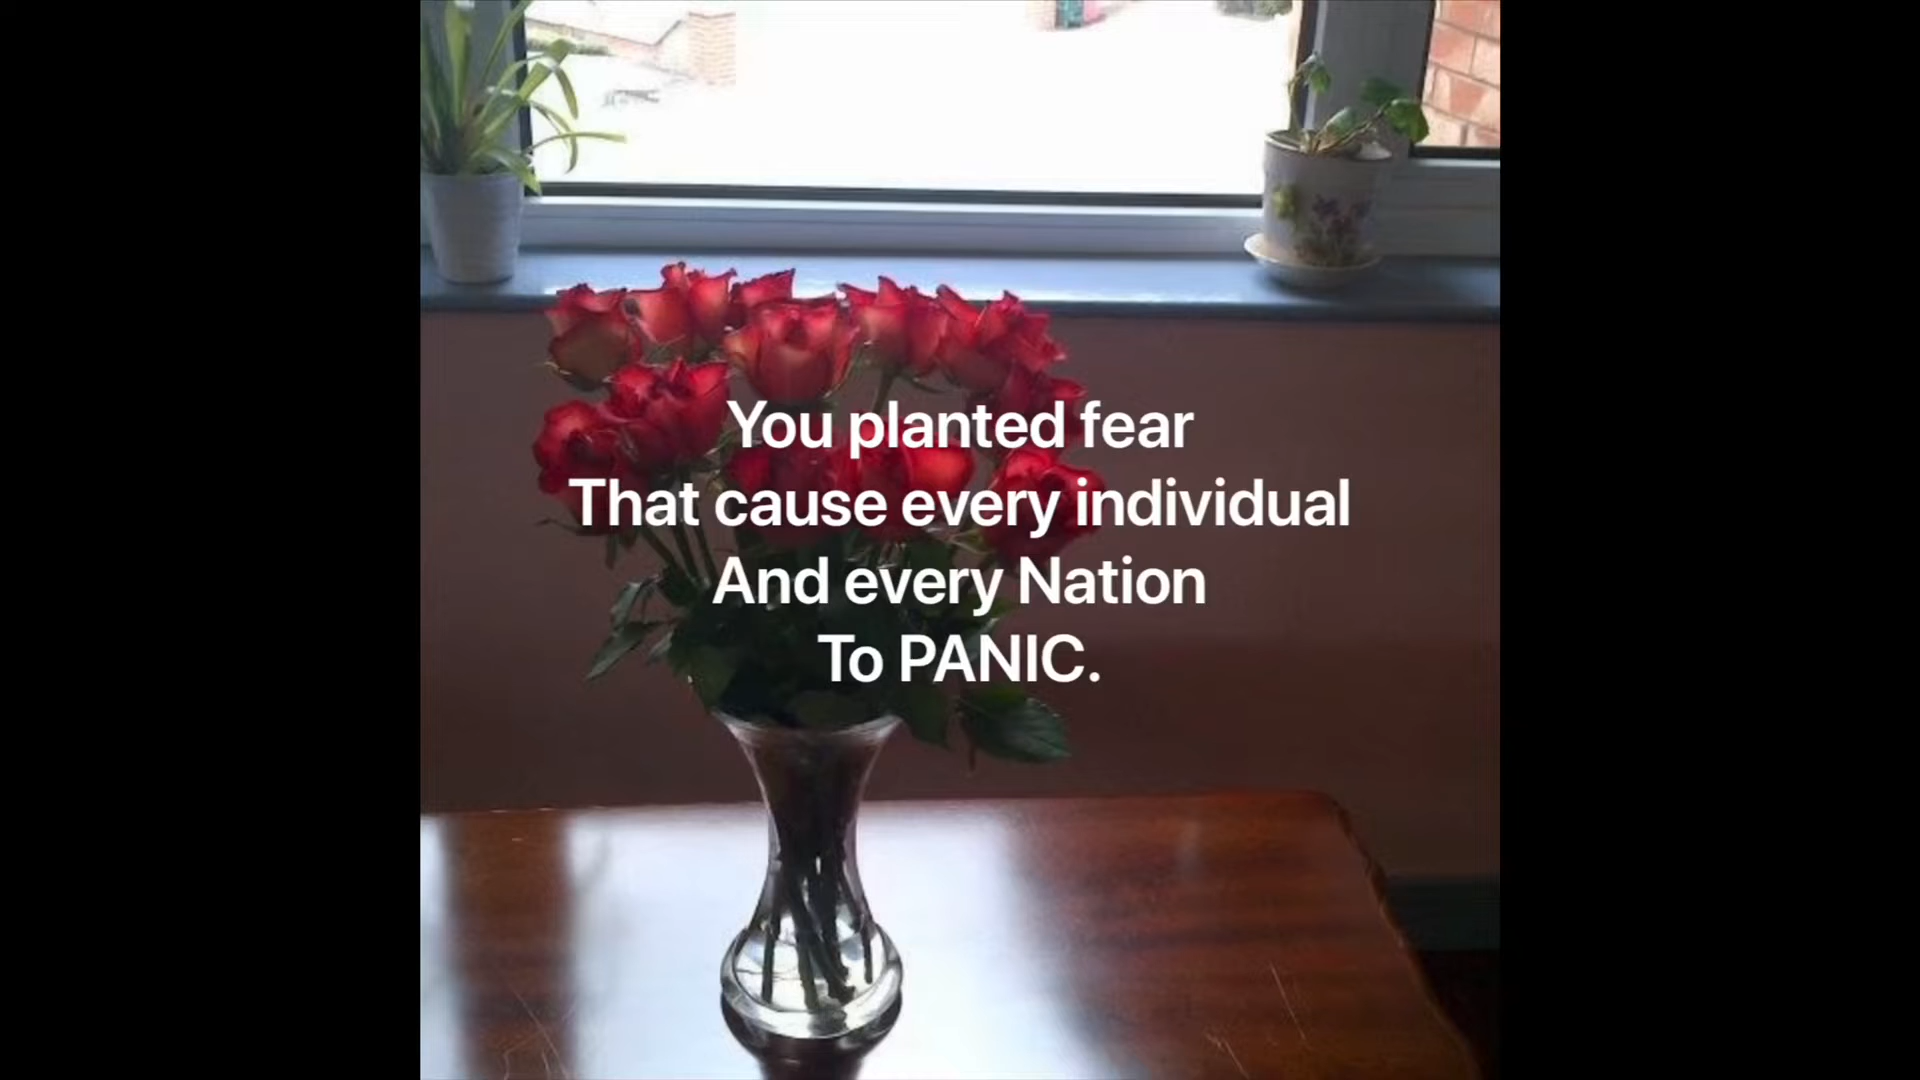 You planted fear
That cause every individual
And every Nation
To PANIC.